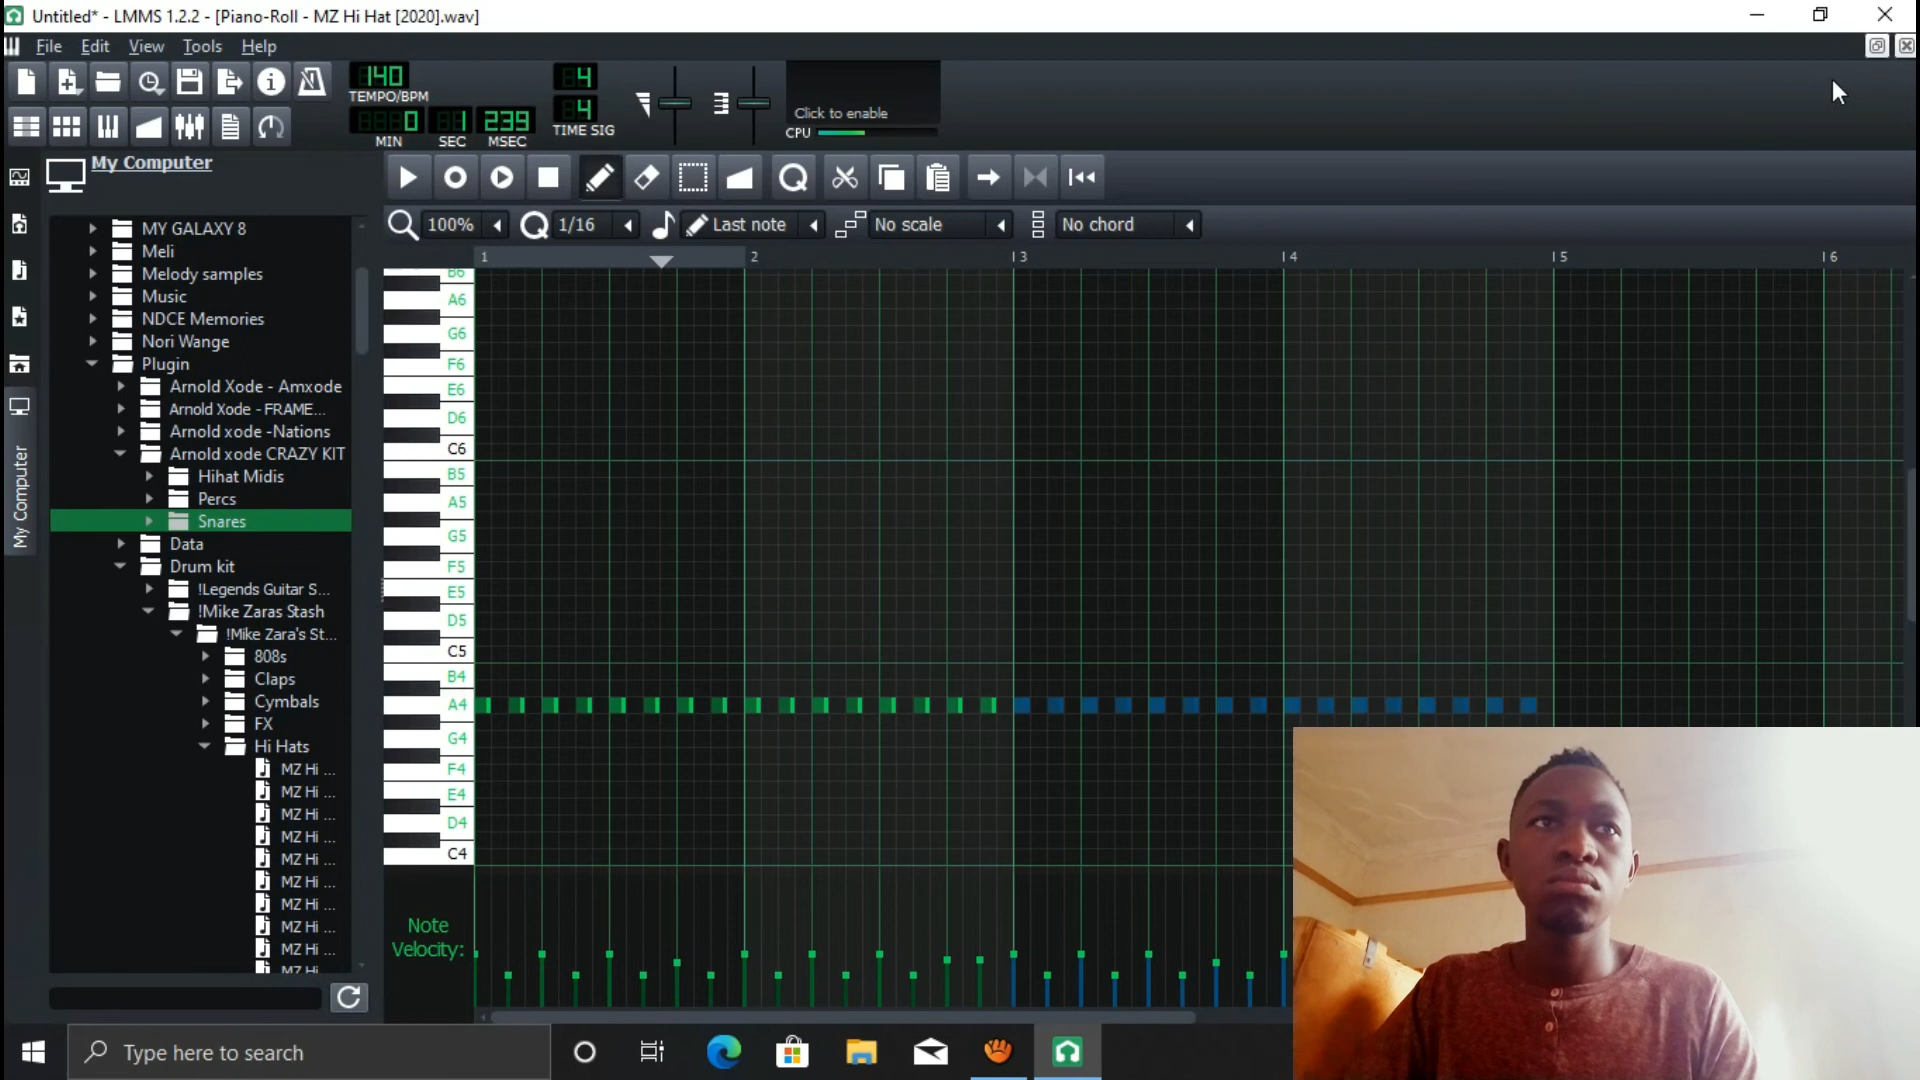 Untitled* - LMMS 1.2.2 - [Piano-Roll - MZ Hi Hat [2020].wav]
File Edit View Tools Help
140
TEMPO/BPM
0 1 239
MIN SEC MSEC
4
4
TIME SIG
Click to enable
CPU
My Computer
My Computer
100% 1/16 Last note No scale No chord
MY GALAXY 8
Meli
Melody samples
Music
NDCE Memories
Nori Wange
Plugin
Arnold Xode - Amxode
Arnold Xode - FRAME...
Arnold xode -Nations
Arnold xode CRAZY KIT
Hihat Midis
Percs
Snares
Data
Drum kit
!Legends Guitar S...
!Mike Zaras Stash
!Mike Zara's St...
808s
Claps
Cymbals
FX
Hi Hats
MZ Hi ...
MZ Hi ...
MZ Hi ...
MZ Hi ...
MZ Hi ...
MZ Hi ...
MZ Hi ...
MZ Hi ...
MZ Hi ...
MZ Hi
1 2 3 4 5 6
B6
A6
G6
F6
E6
D6
C6
B5
A5
G5
F5
E5
D5
C5
B4
A4
G4
F4
E4
D4
C4
Note
Velocity:
Type here to search